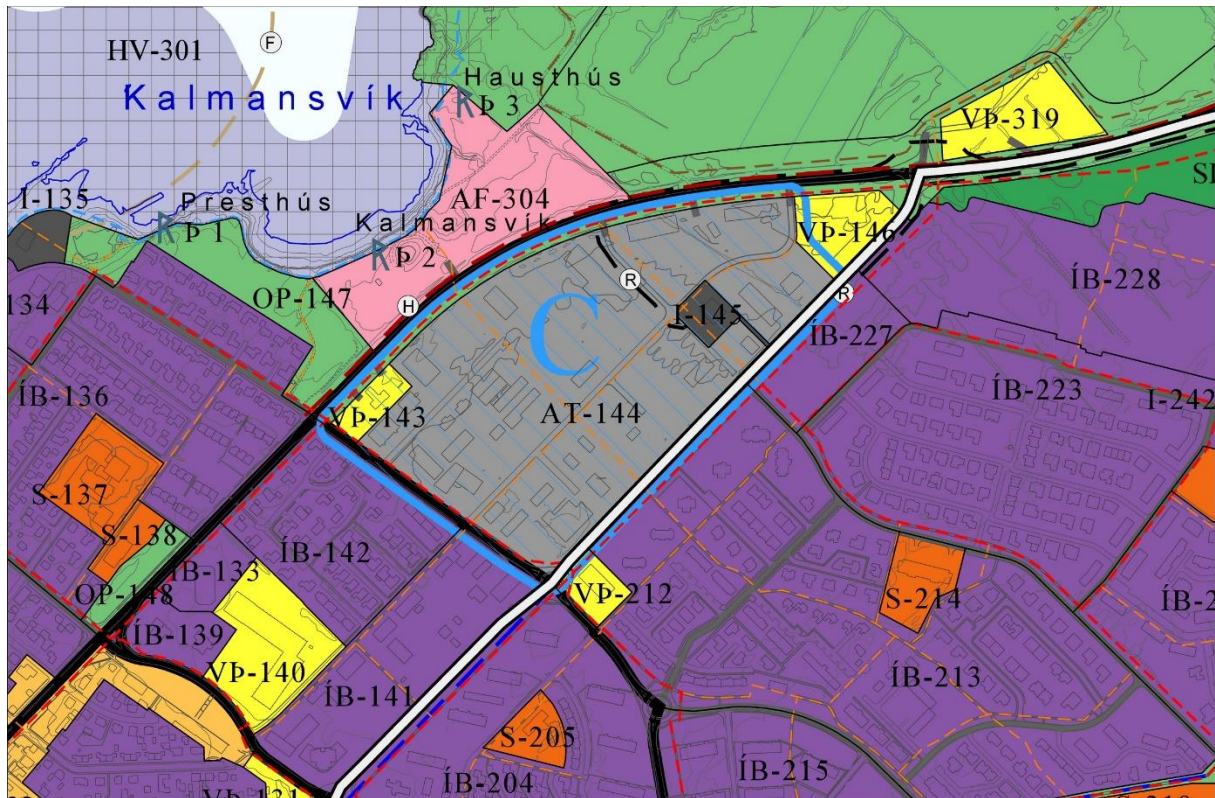 HV-301
F
Kalmansvík
Hausthús
Þ 3
VÞ-319
I-135
Presthús
Þ 1
AF-304
Kalmansvík
Þ 2
VÞ-146
ÍB-228
134
OP-147
H
R
C
I-145
R
ÍB-227
ÍB-223
I-242
ÍB-136
VÞ-143
AT-144
S-137
S-138
ÍB-142
ÍB-133
OP-148
VÞ-212
S-214
ÍB-139
VÞ-140
ÍB-141
ÍB-213
S-205
ÍB-204
ÍB-215
VÞ-131